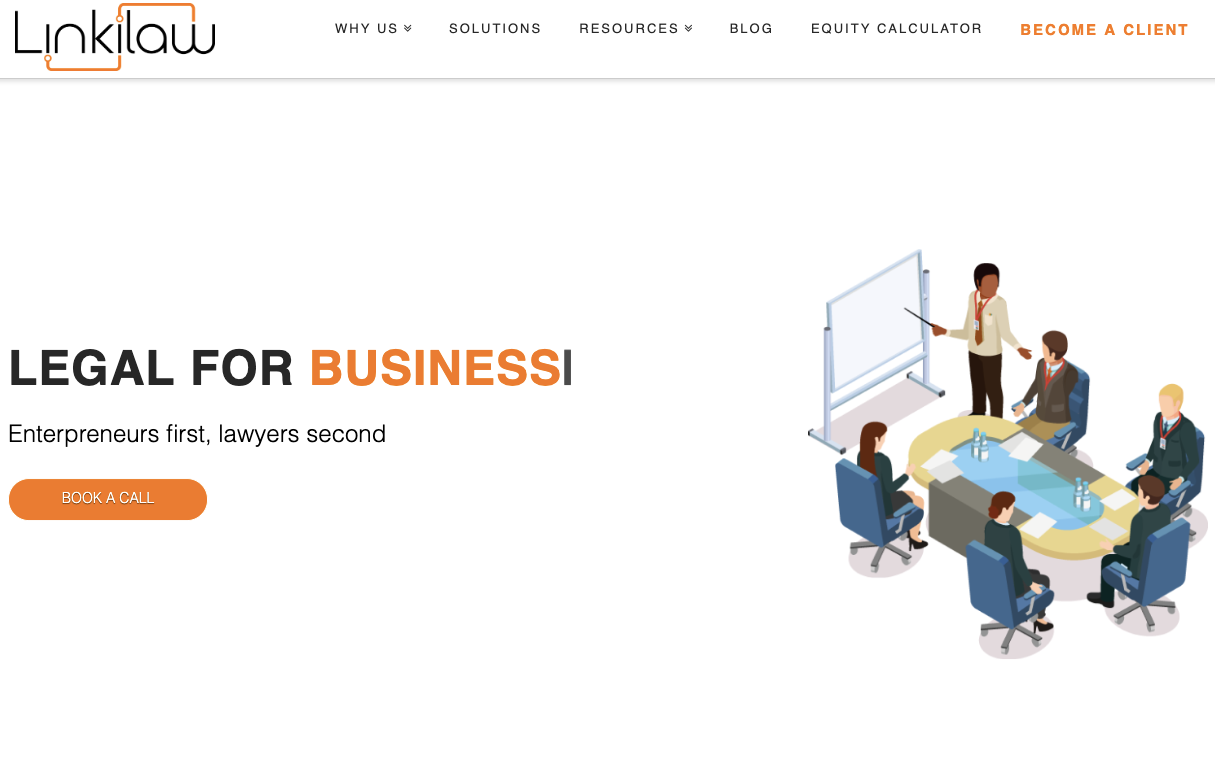 Linkilaw
WHY US SOLUTIONS RESOURCES BLOG EQUITY CALCULATOR BECOME A CLIENT
LEGAL FOR BUSINESS
Enterpreneurs first, lawyers second
BOOK A CALL